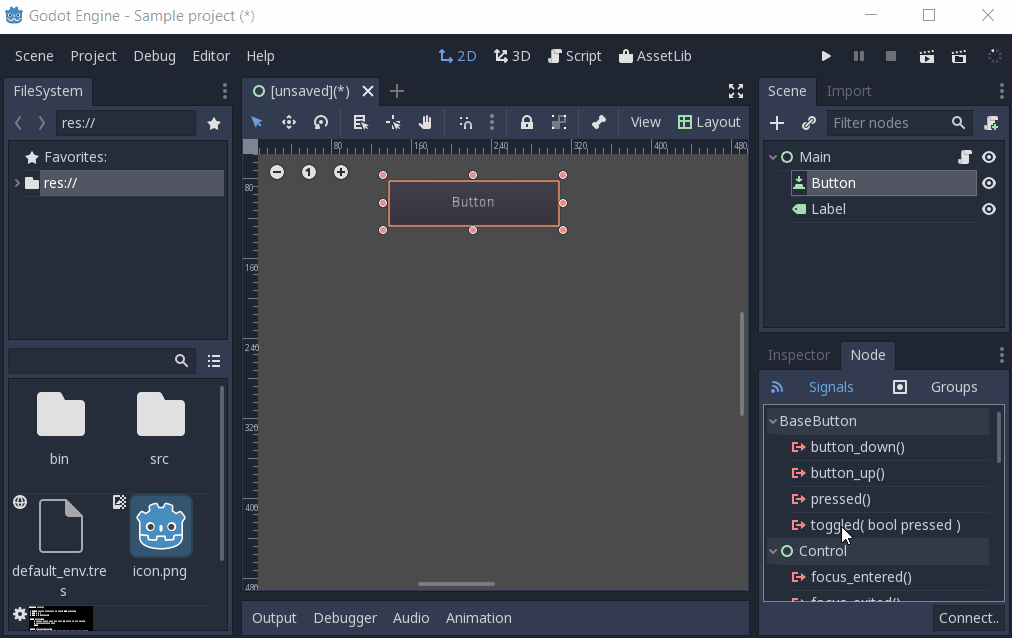 Godot Engine - Sample project (*)
Scene Project Debug Editor Help 2D 3D Script AssetLib
FileSystem
res://
Favorites:
res://
bin src
default_env.tre
s
icon.png
[unsaved](*)
View Layout
80 160 240 320 400 480
80
160
240
320
400
480
1
Button
Output Debugger Audio Animation
Scene Import
Filter nodes
Main
Button
Label
Inspector Node
Signals Groups
BaseButton
button_down()
button_up()
pressed()
toggled( bool pressed )
Control
focus_entered()
focus_exited()
Connect..